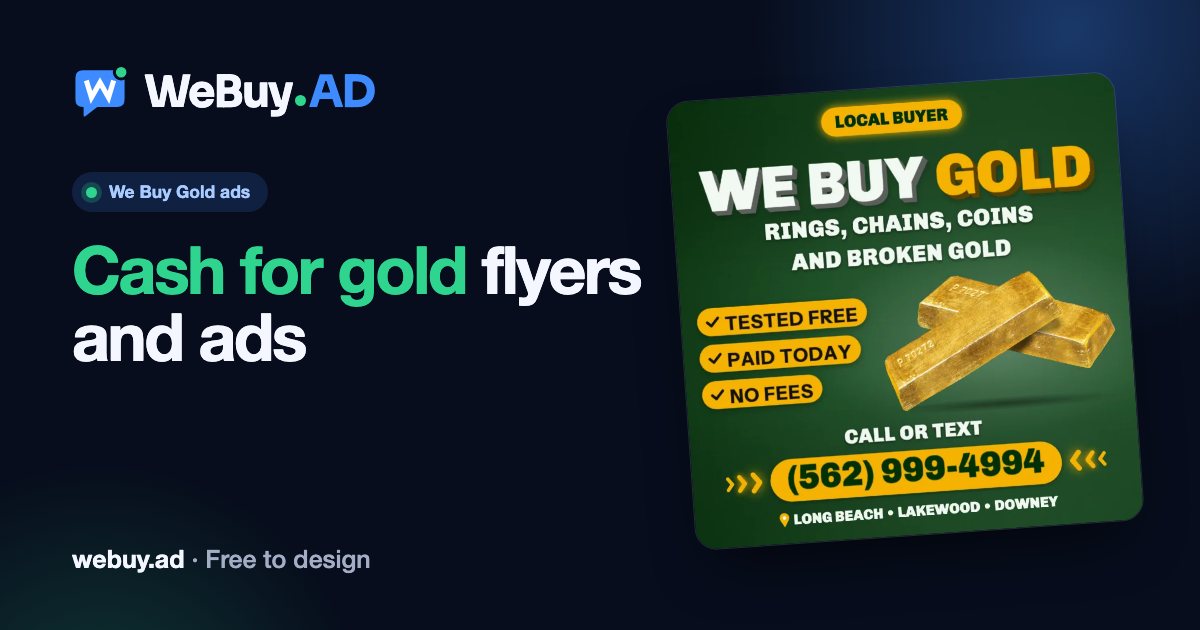 WeBuy.AD
We Buy Gold ads
Cash for gold flyers
and ads
webuy.ad · Free to design
LOCAL BUYER
WE BUY GOLD
RINGS, CHAINS, COINS
AND BROKEN GOLD
✓ TESTED FREE
✓ PAID TODAY
✓ NO FEES
P 70272
CALL OR TEXT
(562) 999-4994
LONG BEACH • LAKEWOOD • DOWNEY